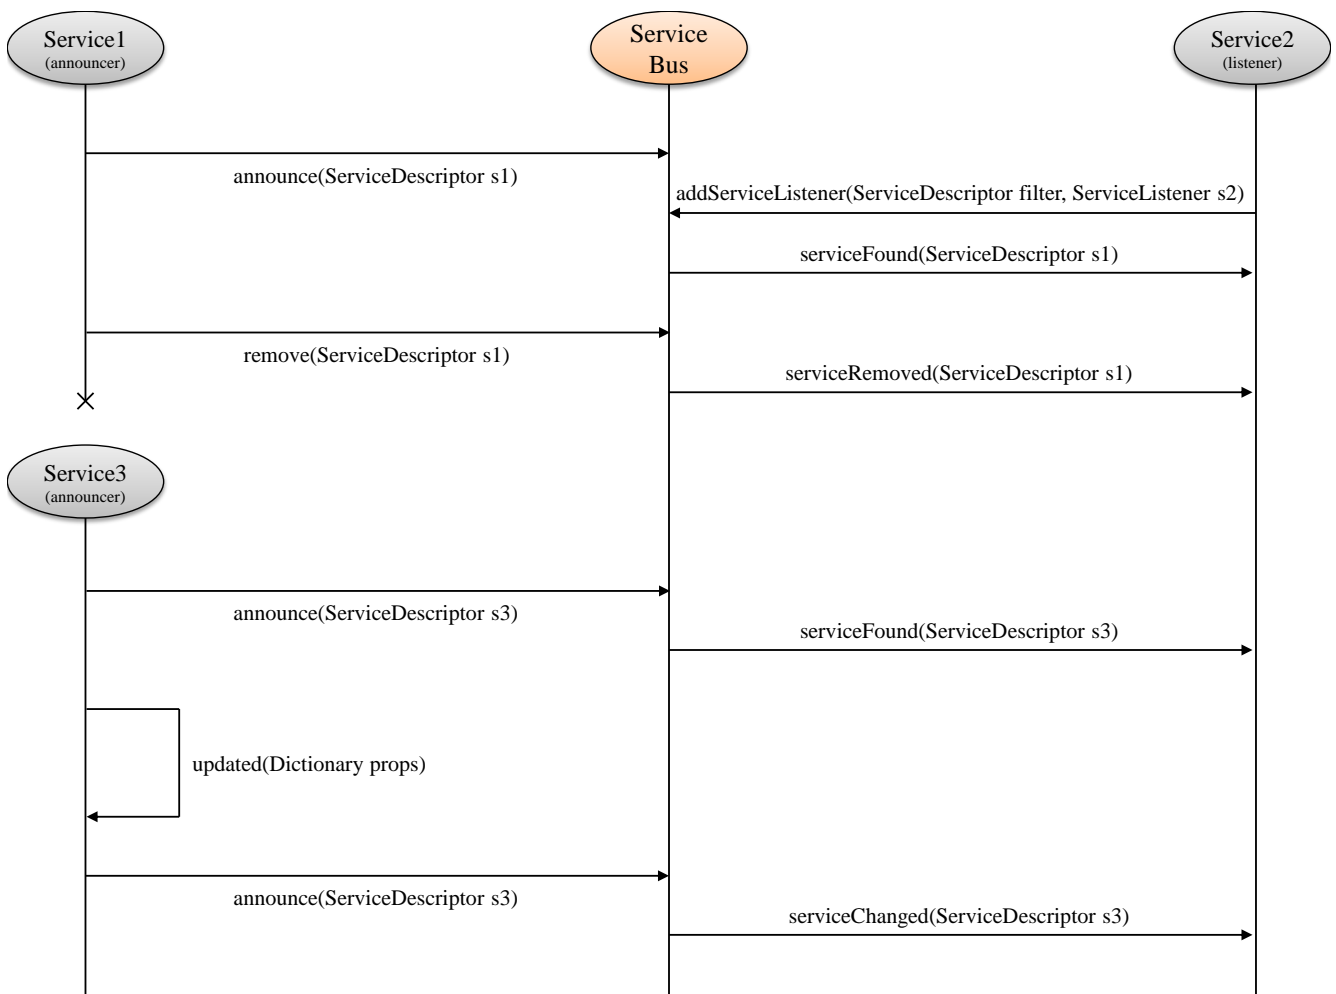 Service1
(announcer)
Service
Bus
Service2
(listener)
announce(ServiceDescriptor s1)
addServiceListener(ServiceDescriptor filter, ServiceListener s2)
serviceFound(ServiceDescriptor s1)
remove(ServiceDescriptor s1)
serviceRemoved(ServiceDescriptor s1)
Service3
(announcer)
announce(ServiceDescriptor s3)
serviceFound(ServiceDescriptor s3)
updated(Dictionary props)
announce(ServiceDescriptor s3)
serviceChanged(ServiceDescriptor s3)